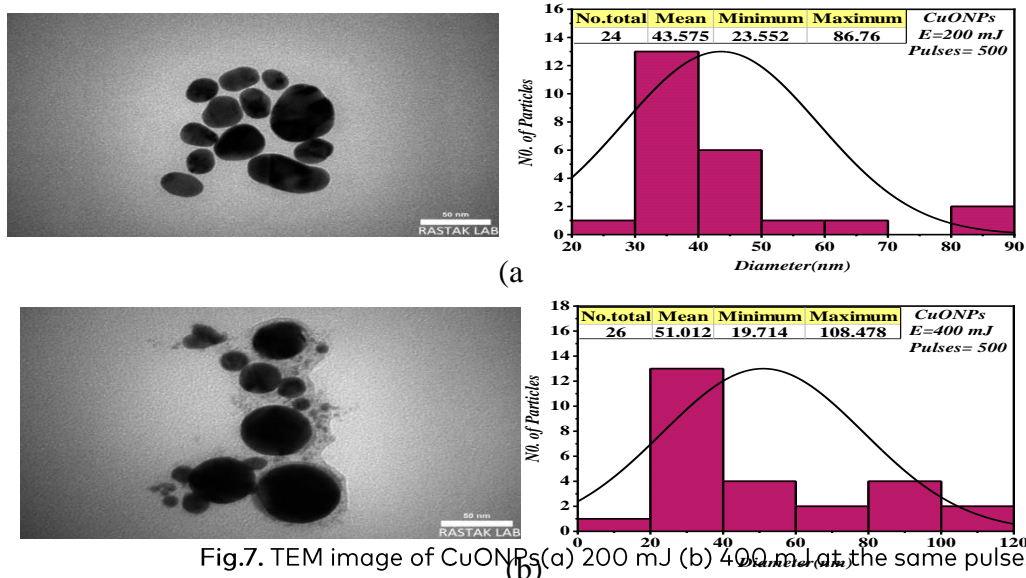 50 nm
RASTAK LAB
No.total Mean Minimum Maximum
24 43.575 23.552 86.76
CuONPs
E=200 mJ
Pulses= 500
16
14
12
10
8
6
4
2
0
N0. of Particles
20 30 40 50 60 70 80 90
Diameter(nm)
(a
50 nm
RASTAK LAB
No.total Mean Minimum Maximum
26 51.012 19.714 108.478
CuONPs
E=400 mJ
Pulses= 500
18
16
14
12
10
8
6
4
2
0
N0. of Particles
0 20 40 60 80 100 120
Diameter(nm)
(b)
Fig.7. TEM image of CuONPs(a) 200 mJ (b) 400 mJ at the same pulse